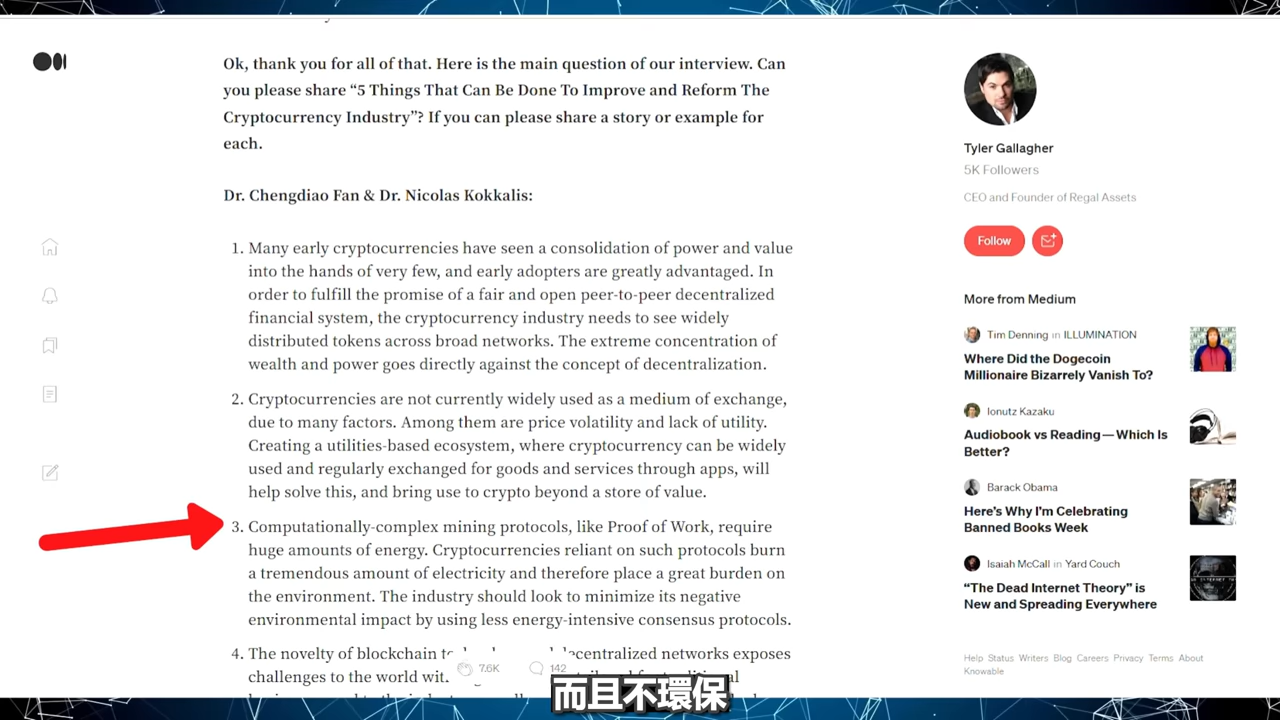 Ok, thank you for all of that. Here is the main question of our interview. Can
you please share “5 Things That Can Be Done To Improve and Reform The
Cryptocurrency Industry”? If you can please share a story or example for
each.
Dr. Chengdiao Fan & Dr. Nicolas Kokkalis:
1. Many early cryptocurrencies have seen a consolidation of power and value
into the hands of very few, and early adopters are greatly advantaged. In
order to fulfill the promise of a fair and open peer-to-peer decentralized
financial system, the cryptocurrency industry needs to see widely
distributed tokens across broad networks. The extreme concentration of
wealth and power goes directly against the concept of decentralization.
2. Cryptocurrencies are not currently widely used as a medium of exchange,
due to many factors. Among them are price volatility and lack of utility.
Creating a utilities-based ecosystem, where cryptocurrency can be widely
used and regularly exchanged for goods and services through apps, will
help solve this, and bring use to crypto beyond a store of value.
3. Computationally-complex mining protocols, like Proof of Work, require
huge amounts of energy. Cryptocurrencies reliant on such protocols burn
a tremendous amount of electricity and therefore place a great burden on
the environment. The industry should look to minimize its negative
environmental impact by using less energy-intensive consensus protocols.
4. The novelty of blockchain decentralized networks exposes
challenges to the world
7.6K
142
而且不環保
Tyler Gallagher
5K Followers
CEO and Founder of Regal Assets
Follow
More from Medium
Tim Denning in ILLUMINATION
Where Did the Dogecoin
Millionaire Bizarrely Vanish To?
Ionutz Kazaku
Audiobook vs Reading — Which Is
Better?
Barack Obama
Here’s Why I’m Celebrating
Banned Books Week
Isaiah McCall in Yard Couch
“The Dead Internet Theory” is
New and Spreading Everywhere
Help Status Writers Blog Careers Privacy Terms About
Knowable